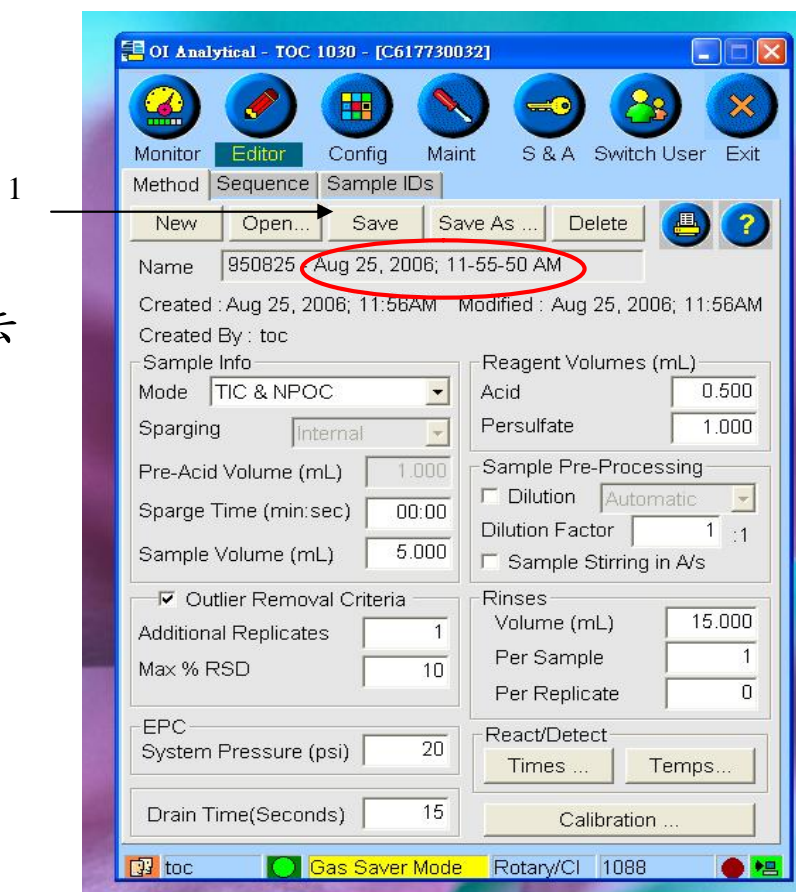 OI Analytical - TOC 1030 - [C617730032]
Monitor Editor Config Maint S & A Switch User Exit
Method Sequence Sample IDs
1
New Open... Save Save As ... Delete
Name 950825 - Aug 25, 2006; 11-55-50 AM
Created : Aug 25, 2006; 11:56AM Modified : Aug 25, 2006; 11:56AM
Created By : toc
Sample Info
Mode TIC & NPOC
Sparging Internal
Pre-Acid Volume (mL) 1.000
Sparge Time (min:sec) 00:00
Sample Volume (mL) 5.000
Reagent Volumes (mL)
Acid 0.500
Persulfate 1.000
Sample Pre-Processing
Dilution Automatic
Dilution Factor 1 :1
Sample Stirring in A/s
Outlier Removal Criteria
Additional Replicates 1
Max % RSD 10
Rinses
Volume (mL) 15.000
Per Sample 1
Per Replicate 0
EPC
System Pressure (psi) 20
React/Detect
Times ... Temps...
Drain Time(Seconds) 15
Calibration ...
toc Gas Saver Mode Rotary/Cl 1088